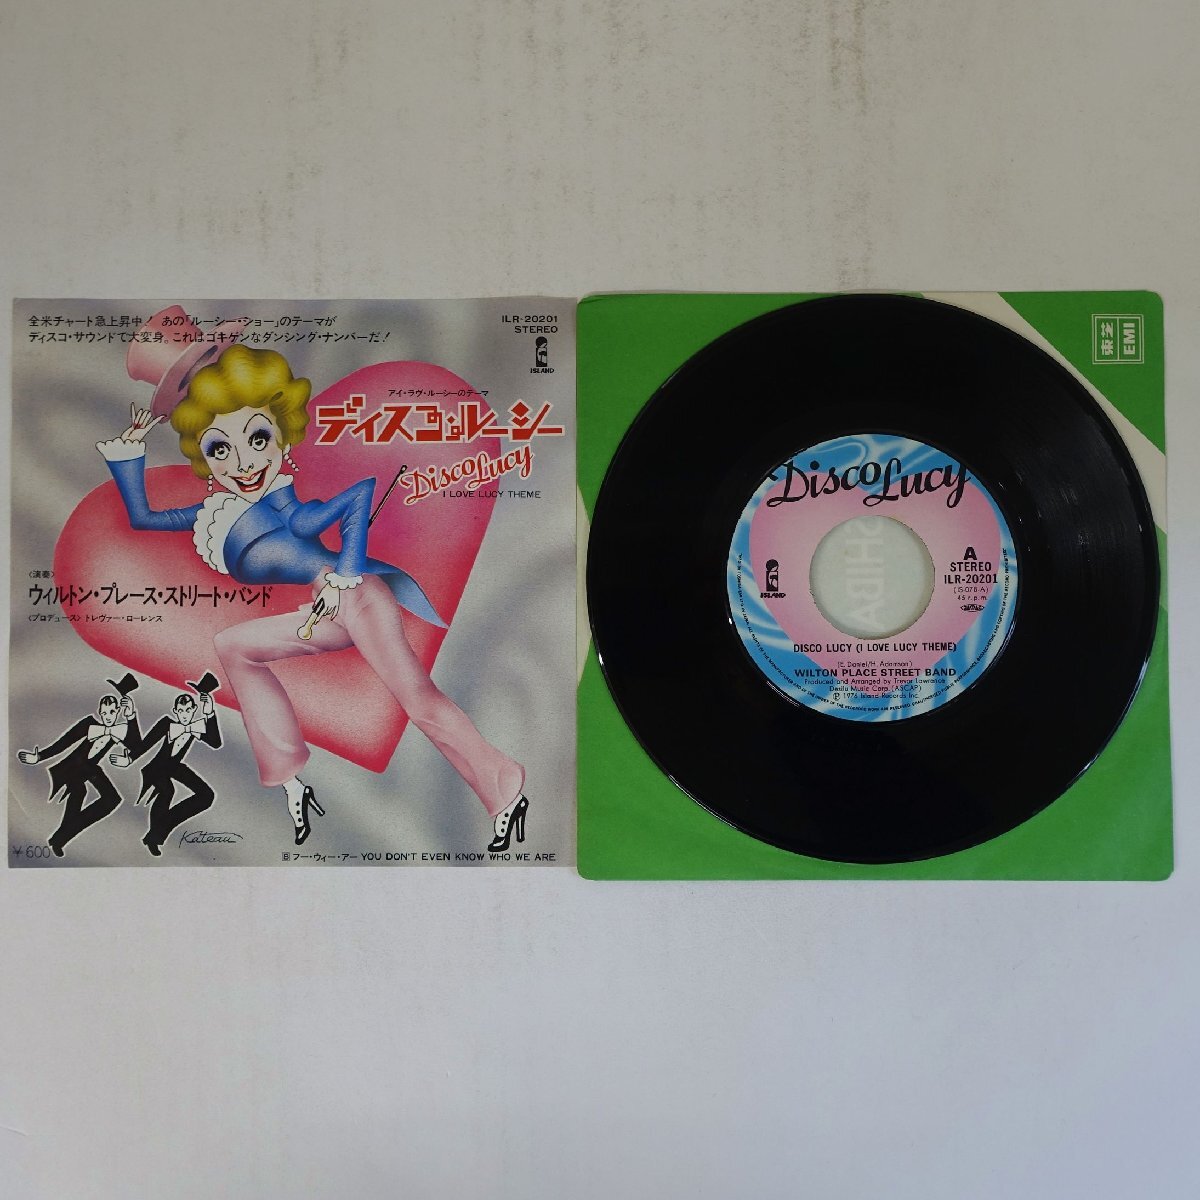 全米チャート急上昇中! あの「ルーシー・ショー」のテーマが
ディスコ・サウンドで大変身。これはゴキゲンなダンシング・ナンバーだ!
ILR-20201
STEREO
ISLAND
アイ・ラヴ・ルーシーのテーマ
ディスコ・ルーシー
Disco Lucy
I LOVE LUCY THEME
〈演奏〉
ウィルトン・プレース・ストリート・バンド
〈プロデュース〉トレヴァー・ローレンス
Kateau
¥600
B フー・ウィー・アー YOU DON'T EVEN KNOW WHO WE ARE
東芝
EMI
Disco Lucy
A
STEREO
ILR-20201
(IS-078-A)
45 r.p.m.
ISLAND
DISCO LUCY (I LOVE LUCY THEME)
(E. Daniel/H. Adamson)
WILTON PLACE STREET BAND
Produced and Arranged by Trevor Lawrence
Desilu Music Corp. (ASCAP)
Ⓟ 1976 Island Records Inc.